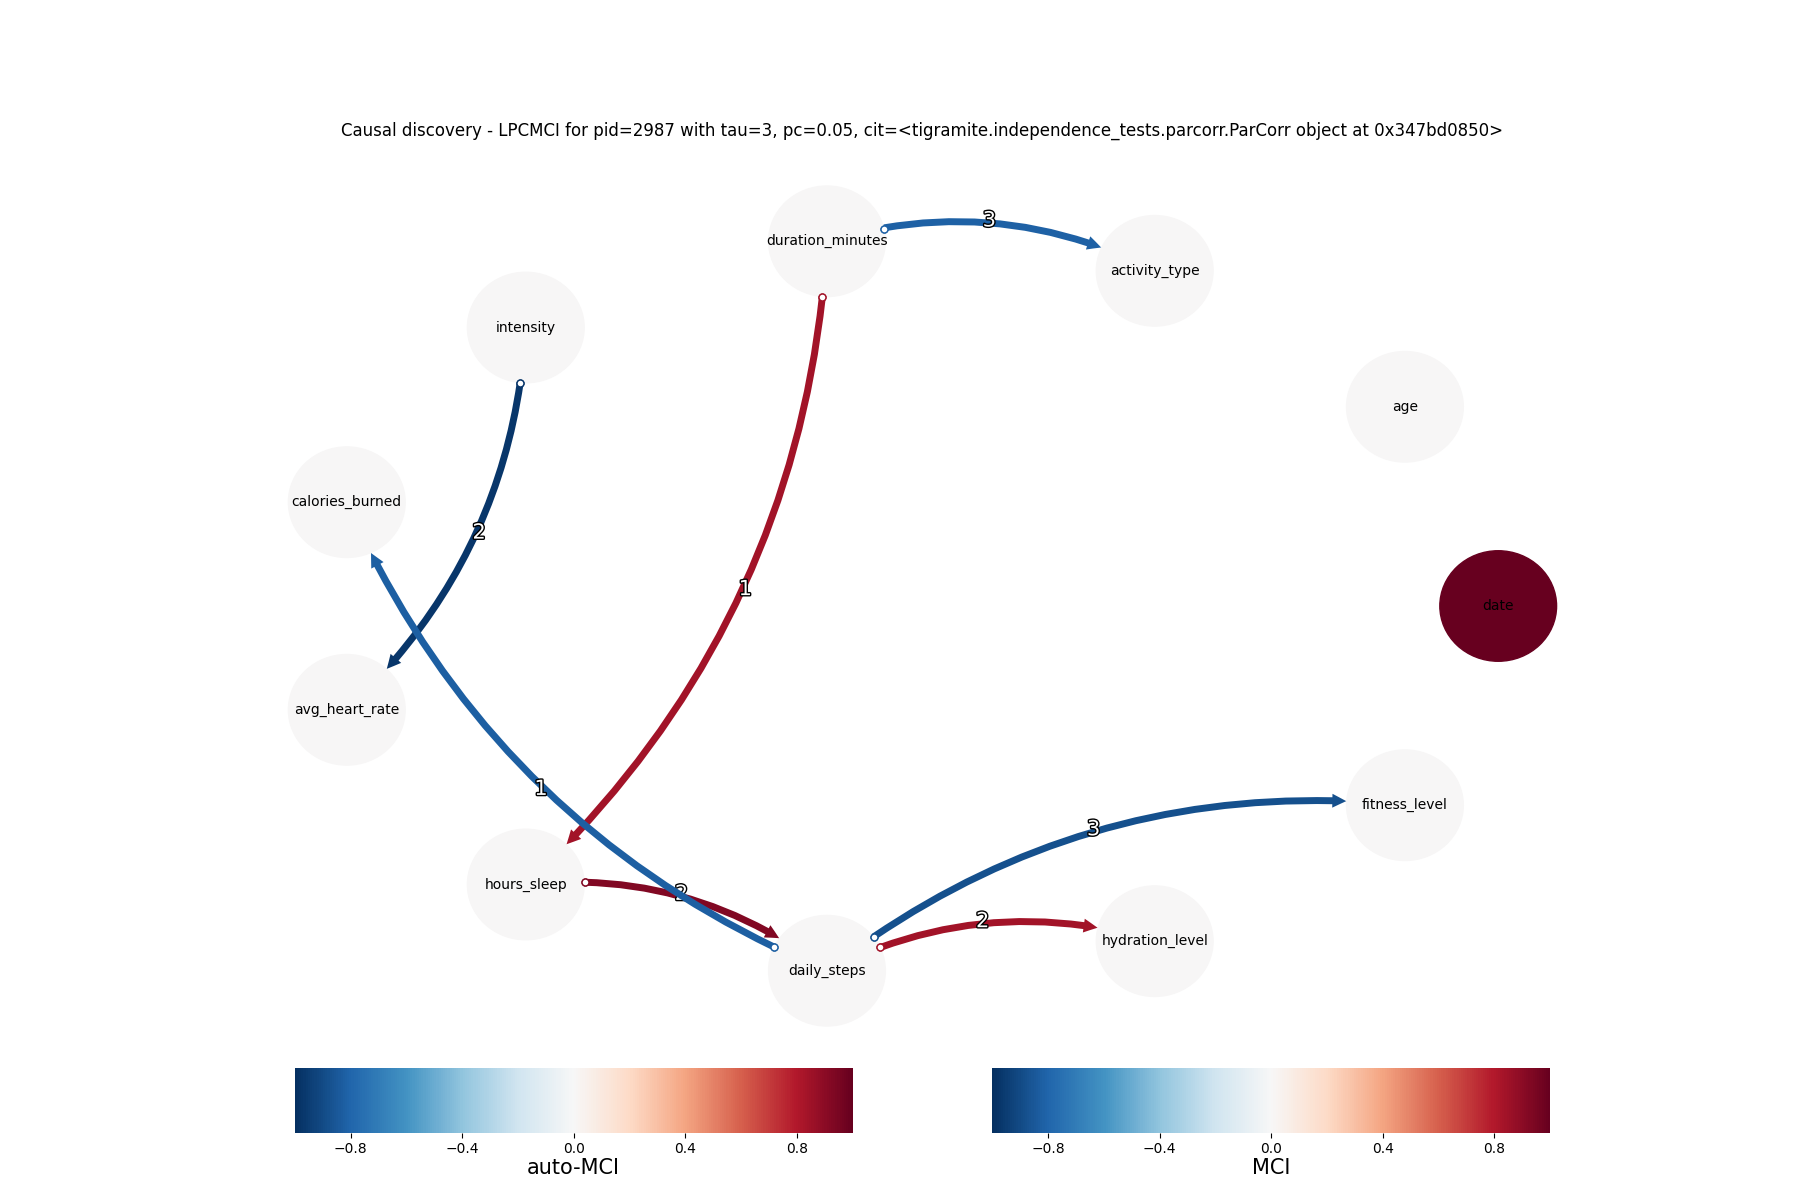 Causal discovery - LPCMCI for pid=2987 with tau=3, pc=0.05, cit=<tigramite.independence_tests.parcorr.ParCorr object at 0x347bd0850>
3
duration_minutes
activity_type
intensity
age
calories_burned
2
1
date
avg_heart_rate
1
fitness_level
3
hours_sleep
2
2
hydration_level
daily_steps
−0.8 −0.4 0.0 0.4 0.8
auto-MCI
−0.8 −0.4 0.0 0.4 0.8
MCI